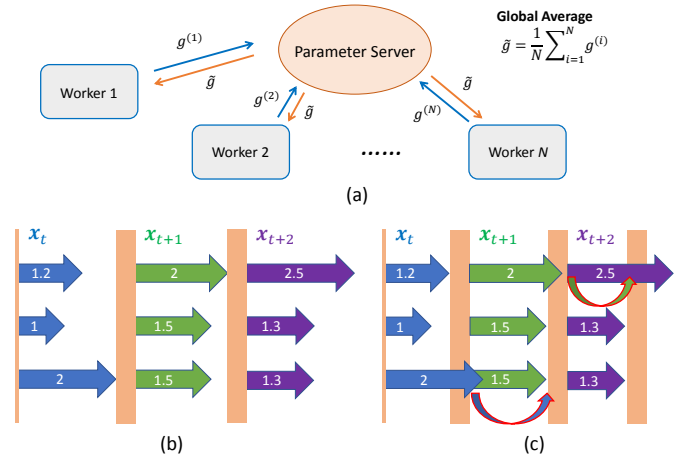 Global Average
g̃ = 1/N ∑_{i=1}^{N} g^{(i)}
Parameter Server
g^{(1)}
g̃
Worker 1
g^{(2)}
g̃
g̃
g^{(N)}
Worker 2
......
Worker N
(a)
x_t x_{t+1} x_{t+2}
1.2 2 2.5
1 1.5 1.3
2 1.5 1.3
(b)
x_t x_{t+1} x_{t+2}
1.2 2 2.5
1 1.5 1.3
2 1.5 1.3
(c)